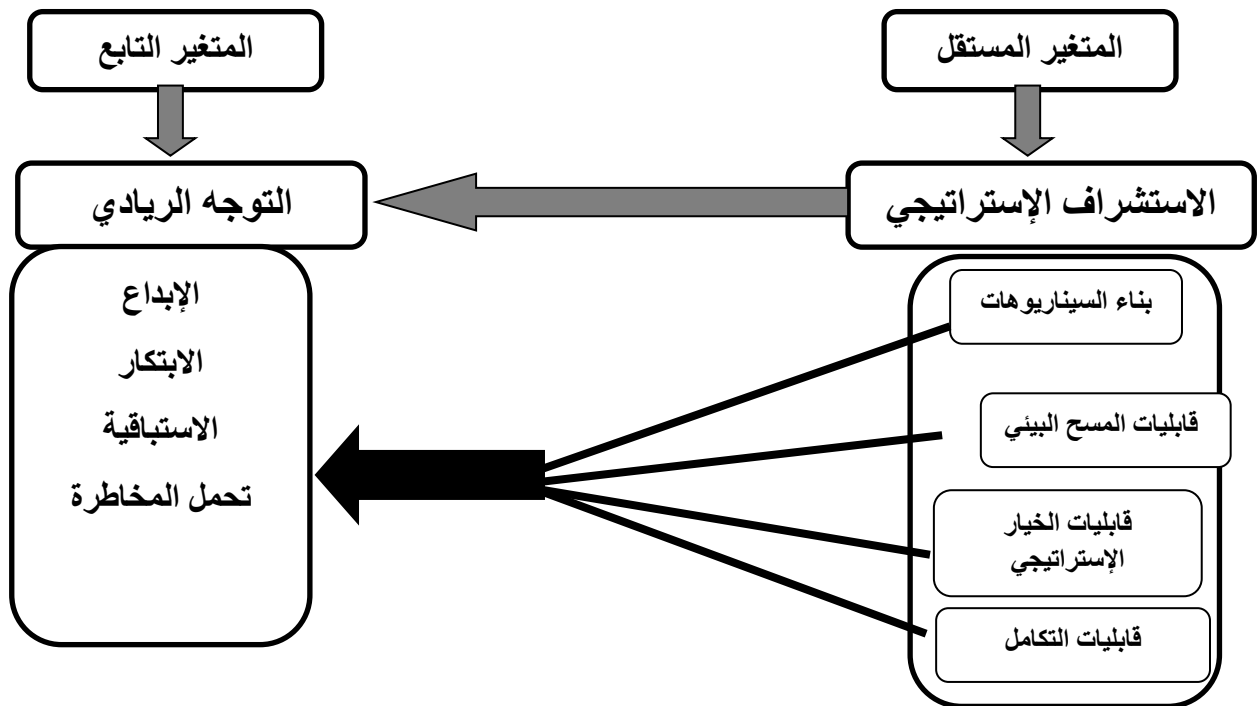 المتغير المستقل
المتغير التابع
الاستشراف الإستراتيجي
التوجه الريادي
بناء السيناريوهات
قابليات المسح البيئي
قابليات الخيار
الإستراتيجي
قابليات التكامل
الإبداع
الابتكار
الاستباقية
تحمل المخاطرة